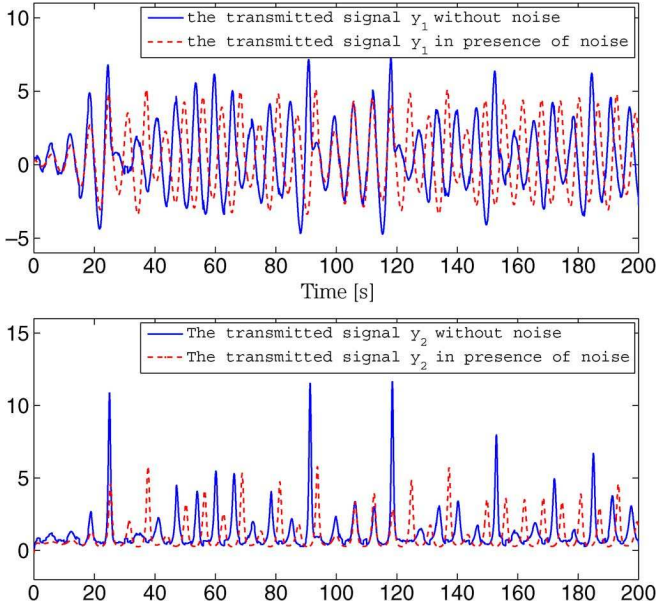 10
5
0
−5
the transmitted signal y1 without noise
the transmitted signal y1 in presence of noise
0 20 40 60 80 100 120 140 160 180 200
Time [s]
15
10
5
0
The transmitted signal y2 without noise
The transmitted signal y2 in presence of noise
0 20 40 60 80 100 120 140 160 180 200